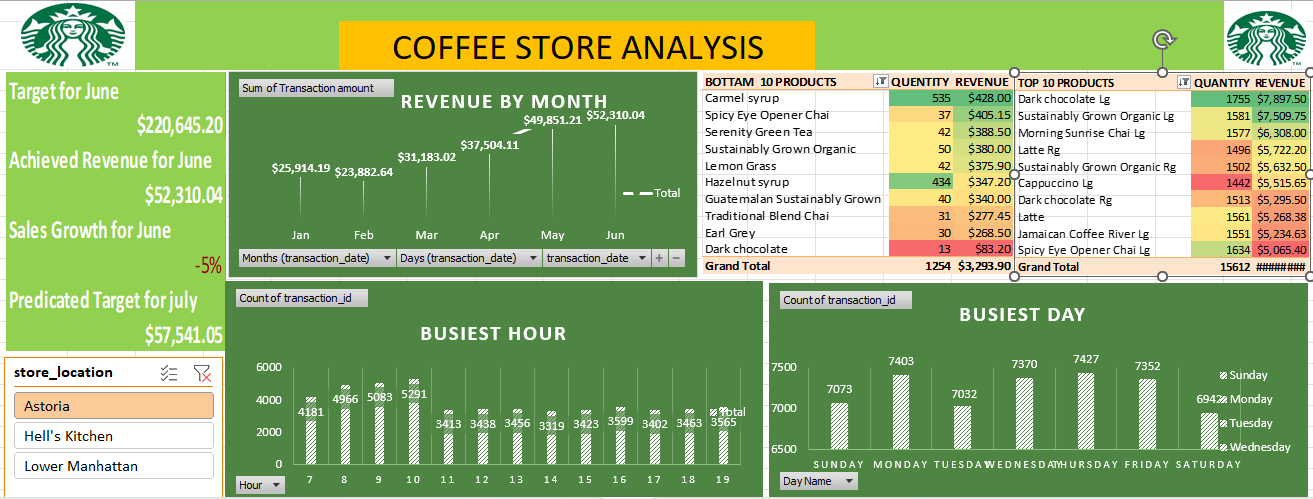 COFFEE STORE ANALYSIS
TM
TM
Target for June
$220,645.20
Achieved Revenue for June
$52,310.04
Sales Growth for June
-5%
Predicated Target for july
$57,541.05
store_location
Astoria
Hell's Kitchen
Lower Manhattan
Sum of Transaction amount
REVENUE BY MONTH
$25,914.19 $23,882.64 $31,183.02 $37,504.11 $49,851.21 $52,310.04
Total
Jan Feb Mar Apr May Jun
Months (transaction_date) Days (transaction_date) transaction_date + −
BOTTAM 10 PRODUCTS QUENTITY REVENUE
Carmel syrup 535 $428.00
Spicy Eye Opener Chai 37 $405.15
Serenity Green Tea 42 $388.50
Sustainably Grown Organic 50 $380.00
Lemon Grass 42 $375.90
Hazelnut syrup 434 $347.20
Guatemalan Sustainably Grown 40 $340.00
Traditional Blend Chai 31 $277.45
Earl Grey 30 $268.50
Dark chocolate 13 $83.20
Grand Total 1254 $3,293.90
TOP 10 PRODUCTS QUANTITY REVENUE
Dark chocolate Lg 1755 $7,897.50
Sustainably Grown Organic Lg 1581 $7,509.75
Morning Sunrise Chai Lg 1577 $6,308.00
Latte Rg 1496 $5,722.20
Sustainably Grown Organic Rg 1502 $5,632.50
Cappuccino Lg 1442 $5,515.65
Dark chocolate Rg 1513 $5,295.50
Latte 1561 $5,268.38
Jamaican Coffee River Lg 1551 $5,234.63
Spicy Eye Opener Chai Lg 1634 $5,065.40
Grand Total 15612 ########
Count of transaction_id
BUSIEST HOUR
6000
4000
2000
0
4181 4966 5083 5291 3413 3438 3456 3319 3423 3599 3402 3463 3565
Total
7 8 9 10 11 12 13 14 15 16 17 18 19
Hour
Count of transaction_id
BUSIEST DAY
7500
7000
6500
7073 7403 7032 7370 7427 7352 6942
Sunday
Monday
Tuesday
Wednesday
SUNDAY MONDAY TUESDAY WEDNESDAY THURSDAY FRIDAY SATURDAY
Day Name